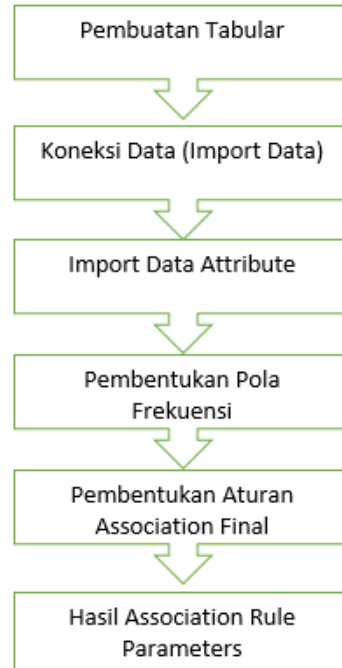 Pembuatan Tabular
Koneksi Data (Import Data)
Import Data Attribute
Pembentukan Pola
Frekuensi
Pembentukan Aturan
Association Final
Hasil Association Rule
Parameters